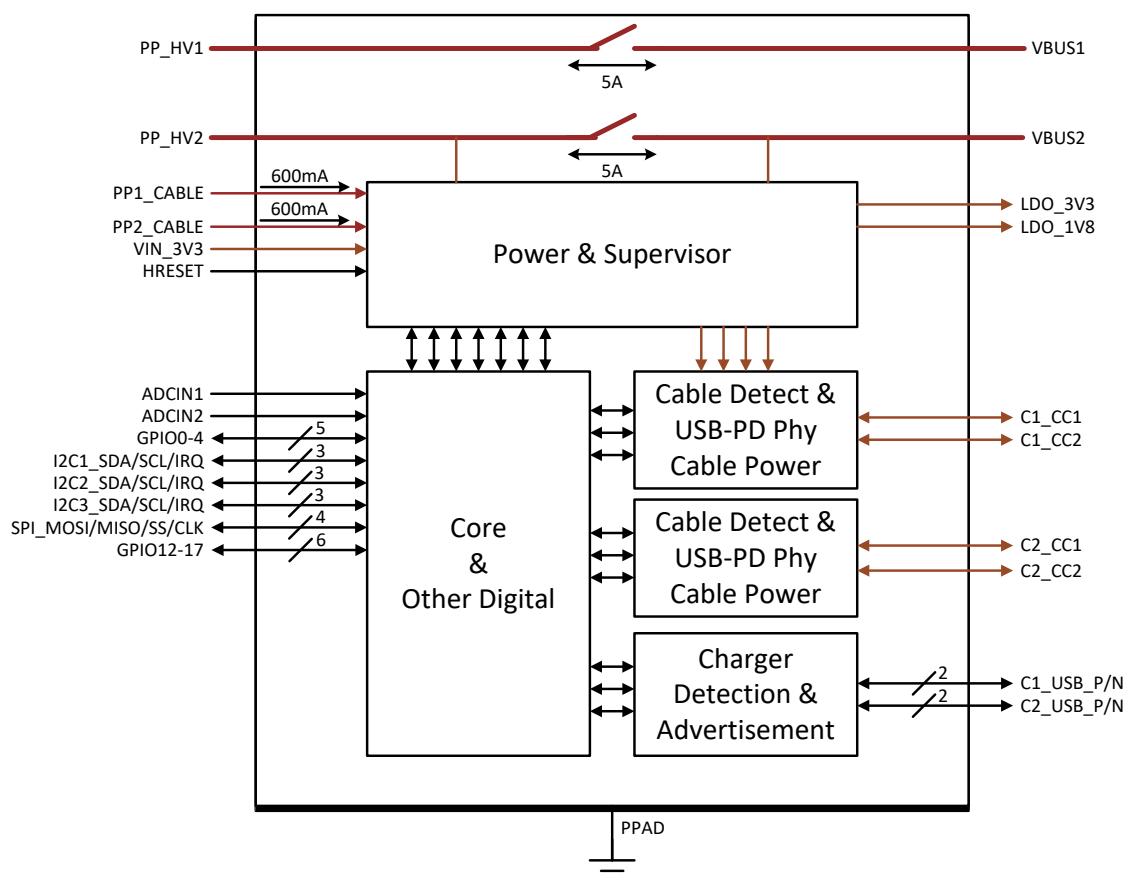 PP_HV1
VBUS1
5A
PP_HV2
VBUS2
5A
PP1_CABLE
600mA
PP2_CABLE
600mA
VIN_3V3
HRESET
Power & Supervisor
LDO_3V3
LDO_1V8
ADCIN1
ADCIN2
GPIO0-4
5
I2C1_SDA/SCL/IRQ
3
I2C2_SDA/SCL/IRQ
3
I2C3_SDA/SCL/IRQ
3
SPI_MOSI/MISO/SS/CLK
4
GPIO12-17
6
Core
&
Other Digital
Cable Detect &
USB-PD Phy
Cable Power
C1_CC1
C1_CC2
Cable Detect &
USB-PD Phy
Cable Power
C2_CC1
C2_CC2
Charger
Detection &
Advertisement
2
C1_USB_P/N
2
C2_USB_P/N
PPAD